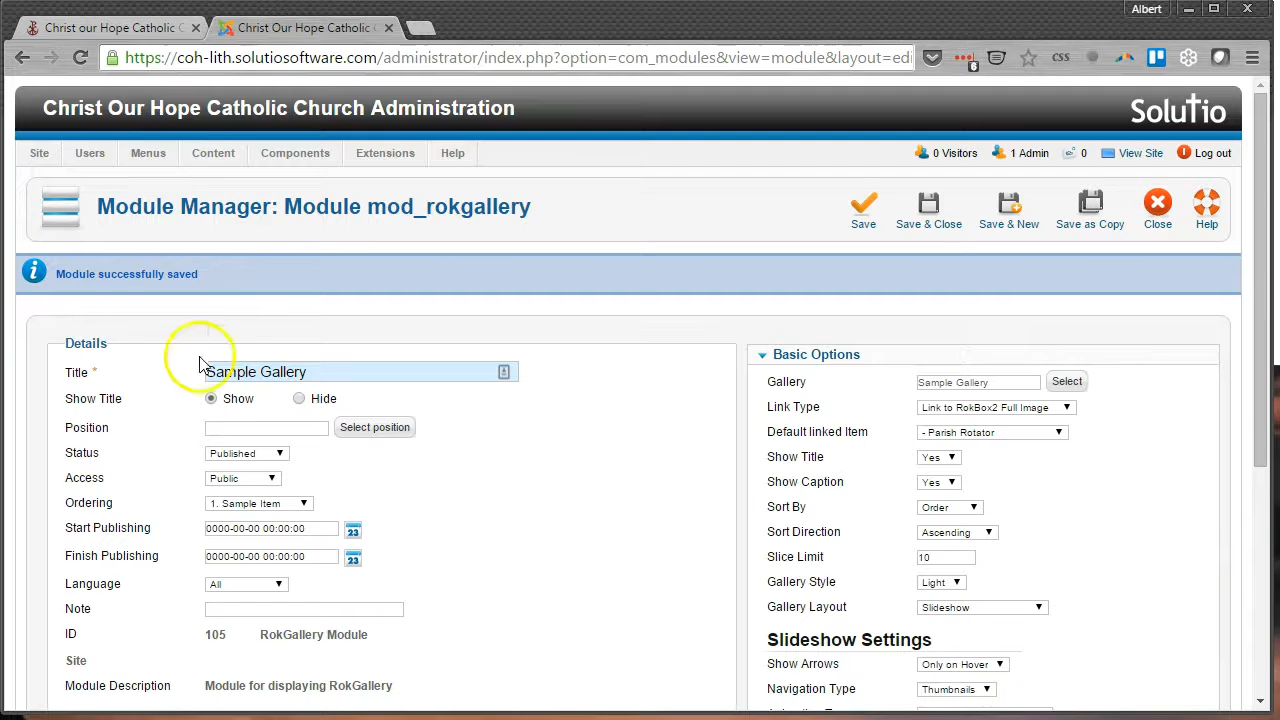 Albert
Christ our Hope Catholic C
Christ Our Hope Catholic
https://coh-lith.solutiosoftware.com/administrator/index.php?option=com_modules&view=module&layout=edi
6
CSS
Christ Our Hope Catholic Church Administration
Solutio
Site Users Menus Content Components Extensions Help
0 Visitors 1 Admin 0 View Site Log out
Module Manager: Module mod_rokgallery
Save Save & Close Save & New Save as Copy Close Help
Module successfully saved
Details
Title * Sample Gallery
Show Title Show Hide
Position Select position
Status Published
Access Public
Ordering 1. Sample Item
Start Publishing 0000-00-00 00:00:00 23
Finish Publishing 0000-00-00 00:00:00 23
Language All
Note
ID 105 RokGallery Module
Site
Module Description Module for displaying RokGallery
Basic Options
Gallery Sample Gallery Select
Link Type Link to RokBox2 Full Image
Default linked Item - Parish Rotator
Show Title Yes
Show Caption Yes
Sort By Order
Sort Direction Ascending
Slice Limit 10
Gallery Style Light
Gallery Layout Slideshow
Slideshow Settings
Show Arrows Only on Hover
Navigation Type Thumbnails